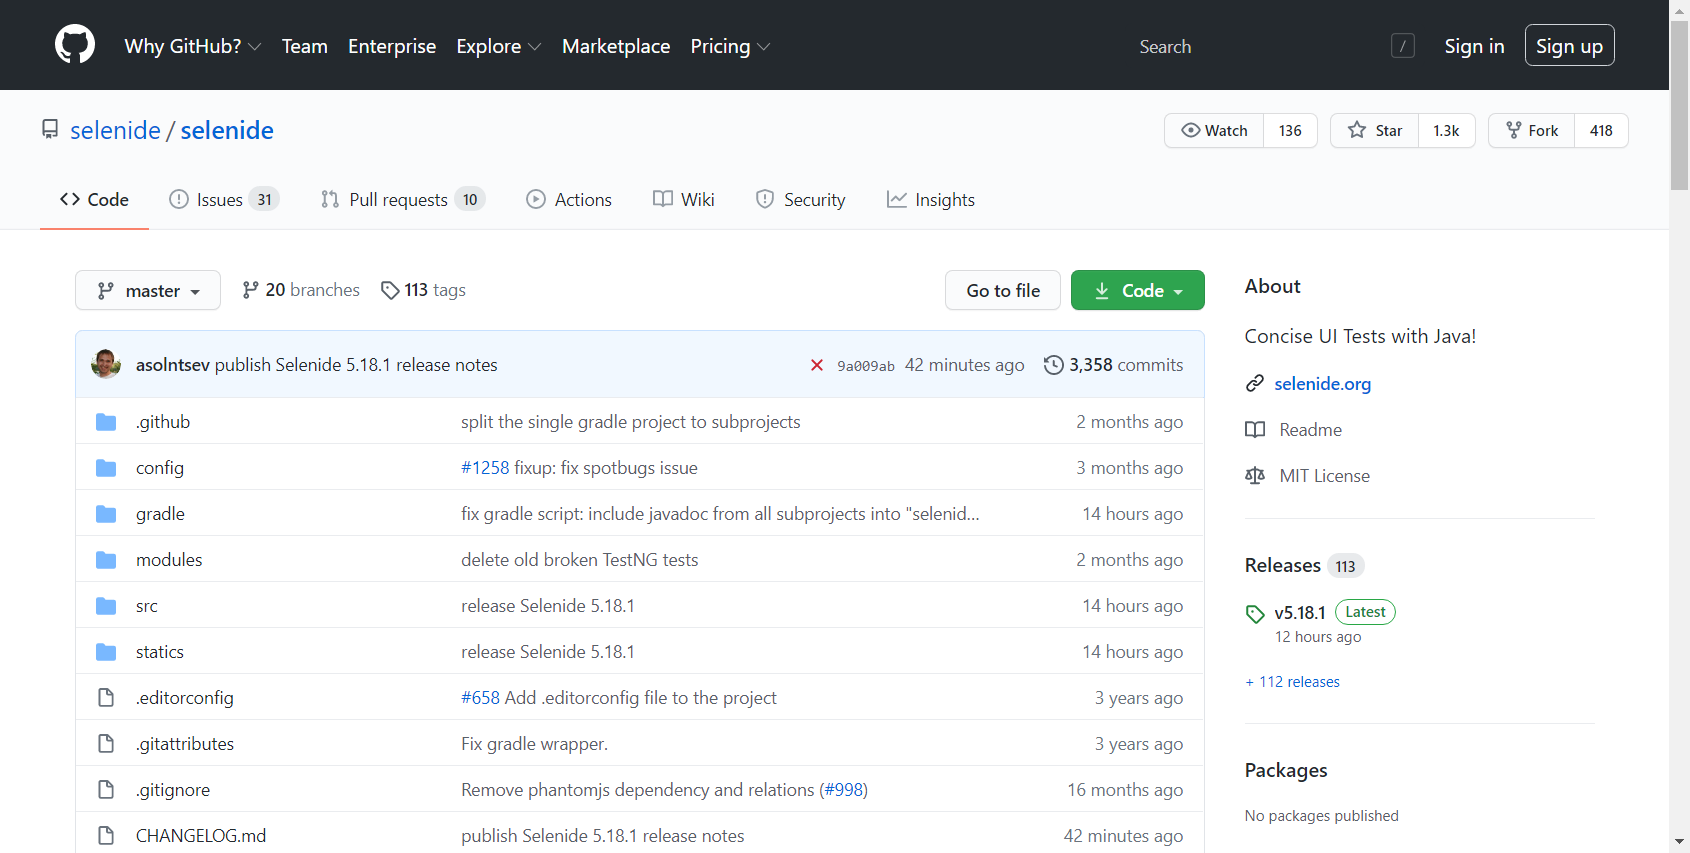 Why GitHub? Team Enterprise Explore Marketplace Pricing Search / Sign in Sign up
selenide / selenide Watch 136 Star 1.3k Fork 418
Code Issues 31 Pull requests 10 Actions Wiki Security Insights
master 20 branches 113 tags Go to file Code
asolntsev publish Selenide 5.18.1 release notes 9a009ab 42 minutes ago 3,358 commits
.github split the single gradle project to subprojects 2 months ago
config #1258 fixup: fix spotbugs issue 3 months ago
gradle fix gradle script: include javadoc from all subprojects into "selenid... 14 hours ago
modules delete old broken TestNG tests 2 months ago
src release Selenide 5.18.1 14 hours ago
statics release Selenide 5.18.1 14 hours ago
.editorconfig #658 Add .editorconfig file to the project 3 years ago
.gitattributes Fix gradle wrapper. 3 years ago
.gitignore Remove phantomjs dependency and relations (#998) 16 months ago
CHANGELOG.md publish Selenide 5.18.1 release notes 42 minutes ago
About
Concise UI Tests with Java!
selenide.org
Readme
MIT License
Releases 113
v5.18.1 Latest
12 hours ago
+ 112 releases
Packages
No packages published